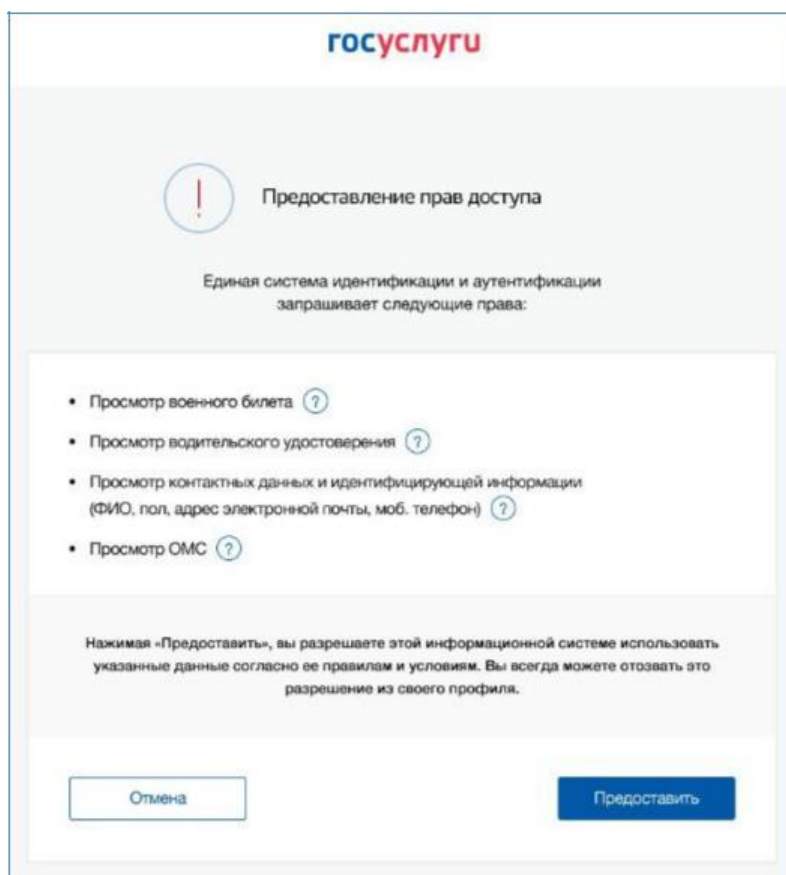 госуслуги
!
Предоставление прав доступа
Единая система идентификации и аутентификации
запрашивает следующие права:
• Просмотр военного билета ?
• Просмотр водительского удостоверения ?
• Просмотр контактных данных и идентифицирующей информации
(ФИО, пол, адрес электронной почты, моб. телефон) ?
• Просмотр ОМС ?
Нажимая «Предоставить», вы разрешаете этой информационной системе использовать
указанные данные согласно ее правилам и условиям. Вы всегда можете отозвать это
разрешение из своего профиля.
Отмена
Предоставить